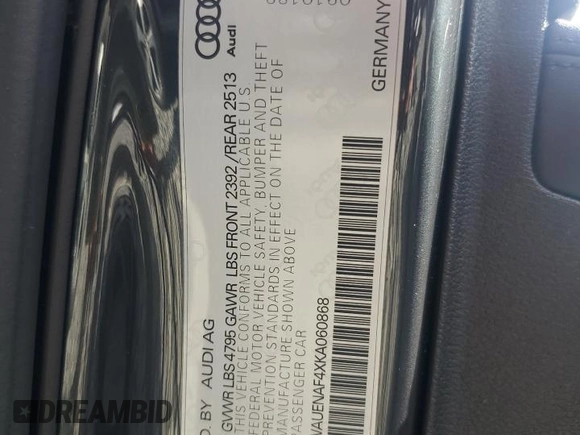 D. BY AUDI AG
Audi
GVWR LBS 4795 GAWR LBS FRONT 2392 / REAR 2513
THIS VEHICLE CONFORMS TO ALL APPLICABLE U S
FEDERAL MOTOR VEHICLE SAFETY, BUMPER AND THEFT
PREVENTION STANDARDS IN EFFECT ON THE DATE OF
MANUFACTURE SHOWN ABOVE
PASSENGER CAR
WAUENAF4XKA060868
GERMANY
DREAMBID